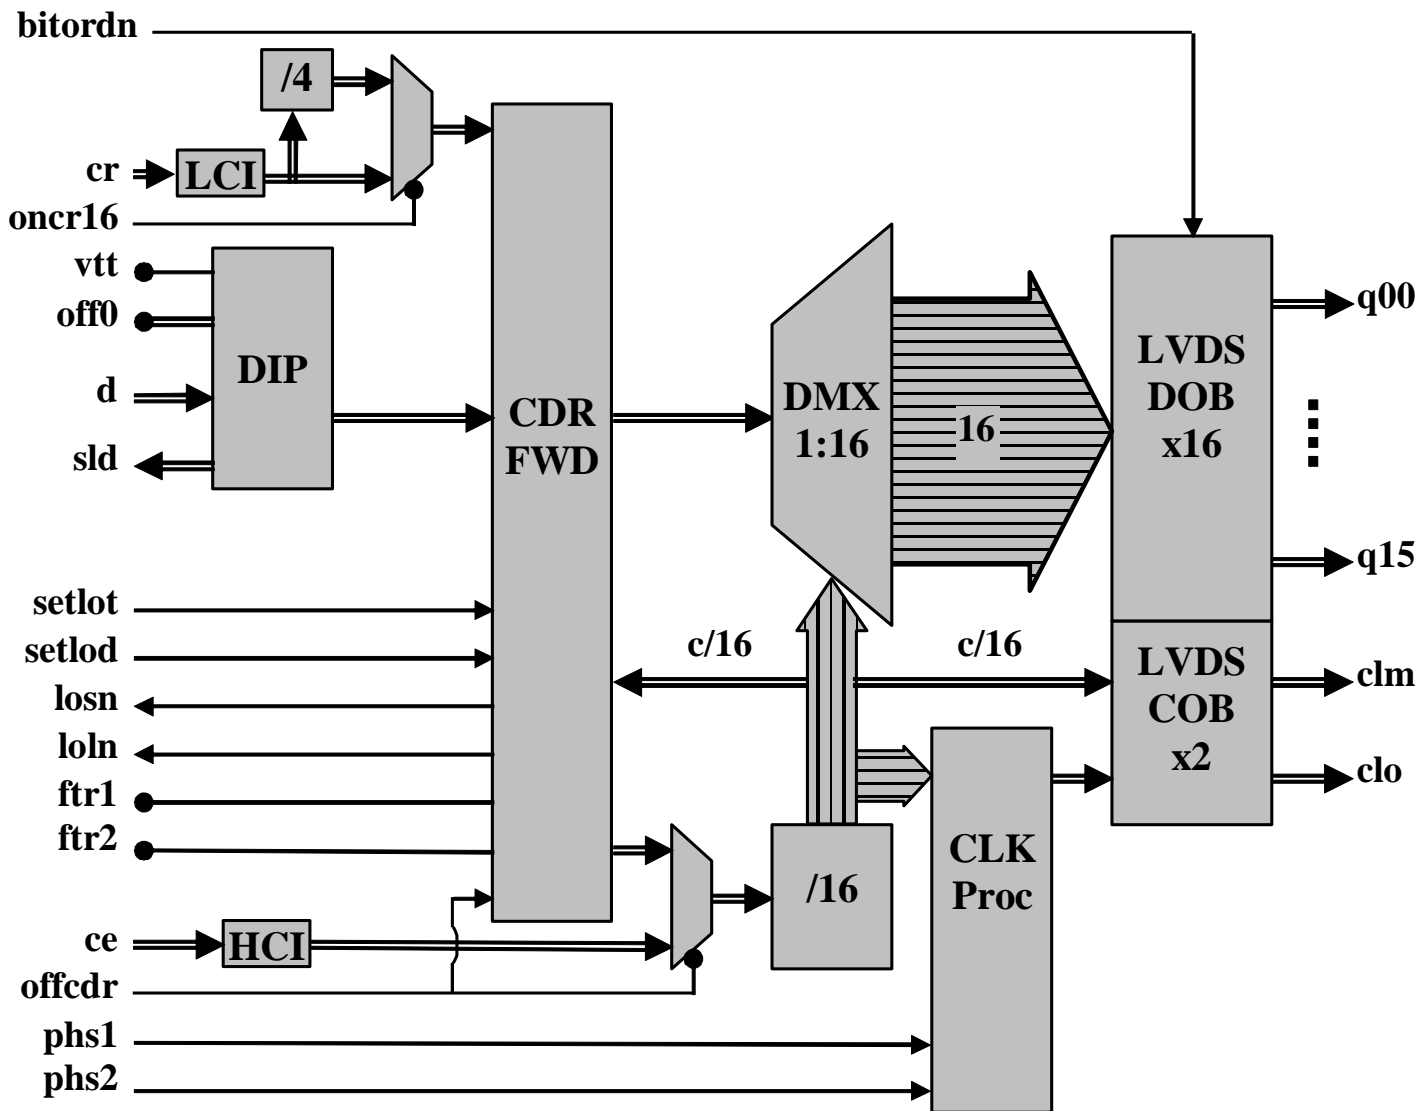 bitordn
/4
cr
LCI
oncr16
vtt
off0
d
sld
DIP
CDR
FWD
DMX
1:16
16
LVDS
DOB
x16
q00
q15
setlot
setlod
losn
loln
ftr1
ftr2
c/16
c/16
LVDS
COB
x2
clm
clo
CLK
Proc
/16
ce
HCI
offcdr
phs1
phs2